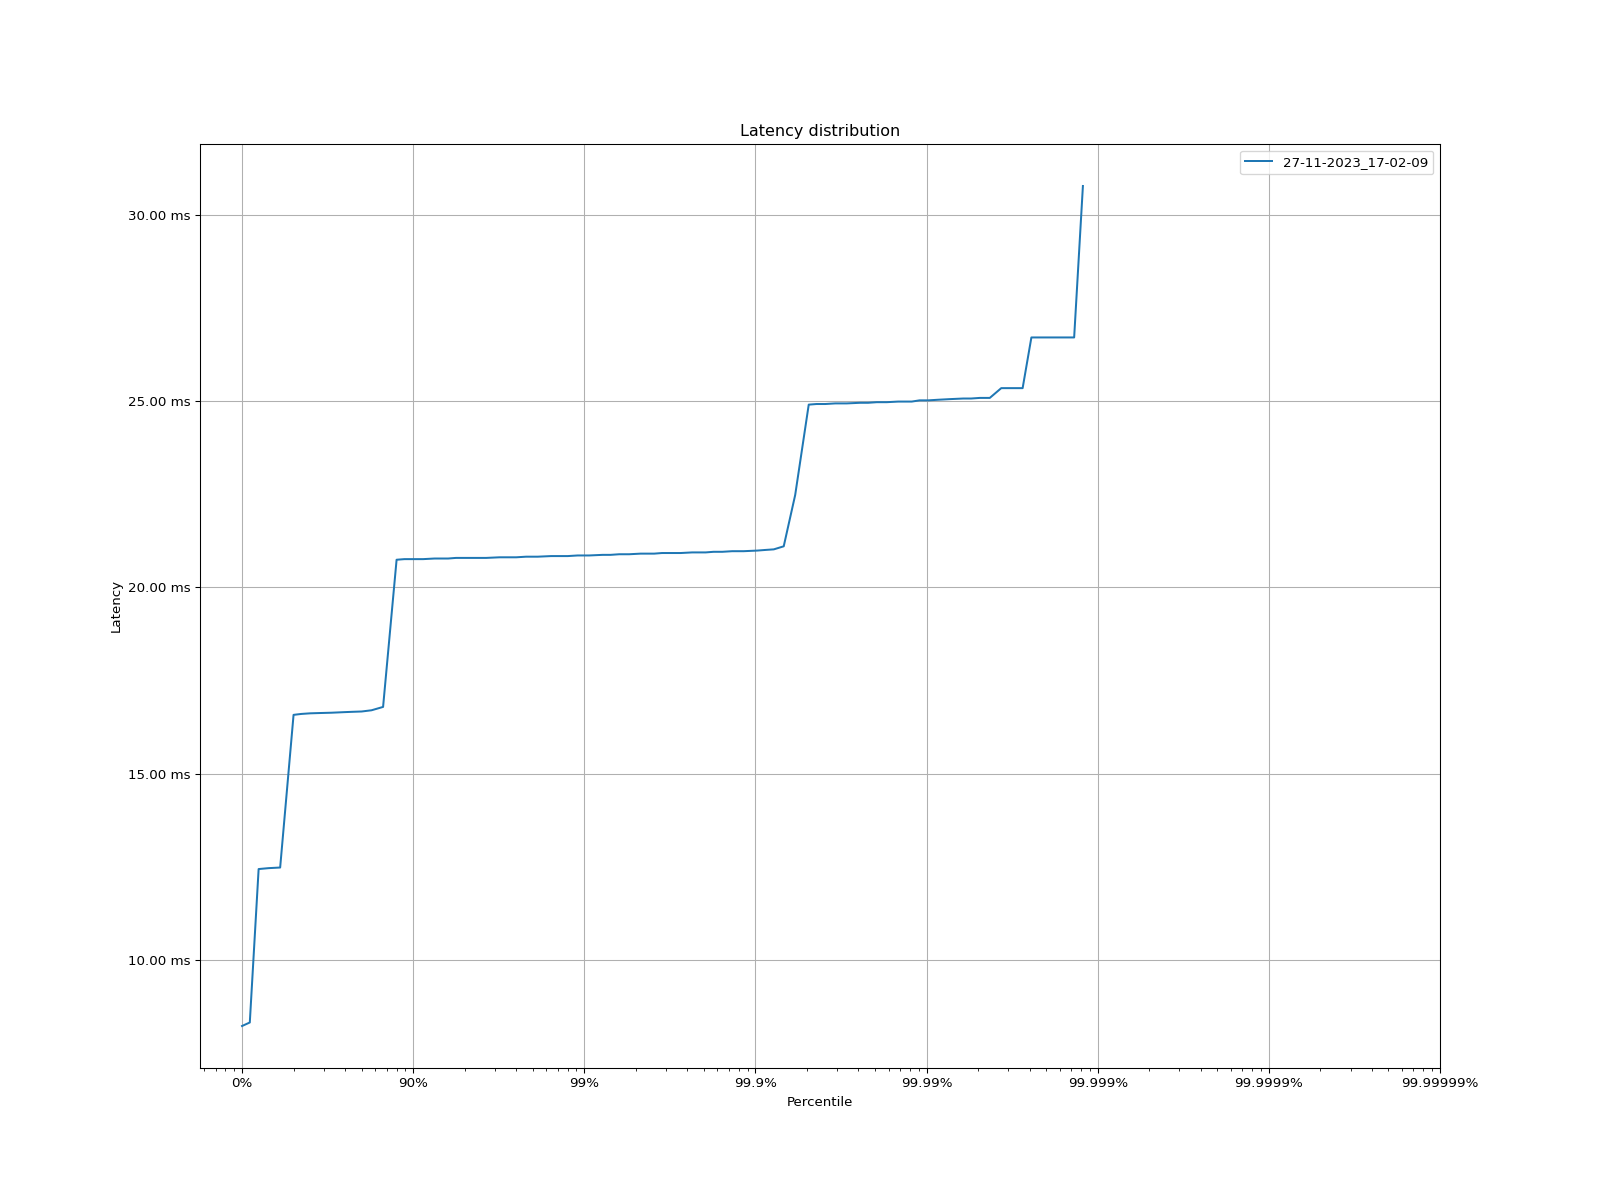 Latency distribution
27-11-2023_17-02-09
30.00 ms
25.00 ms
20.00 ms
15.00 ms
10.00 ms
Latency
0% 90% 99% 99.9% 99.99% 99.999% 99.9999% 99.99999%
Percentile